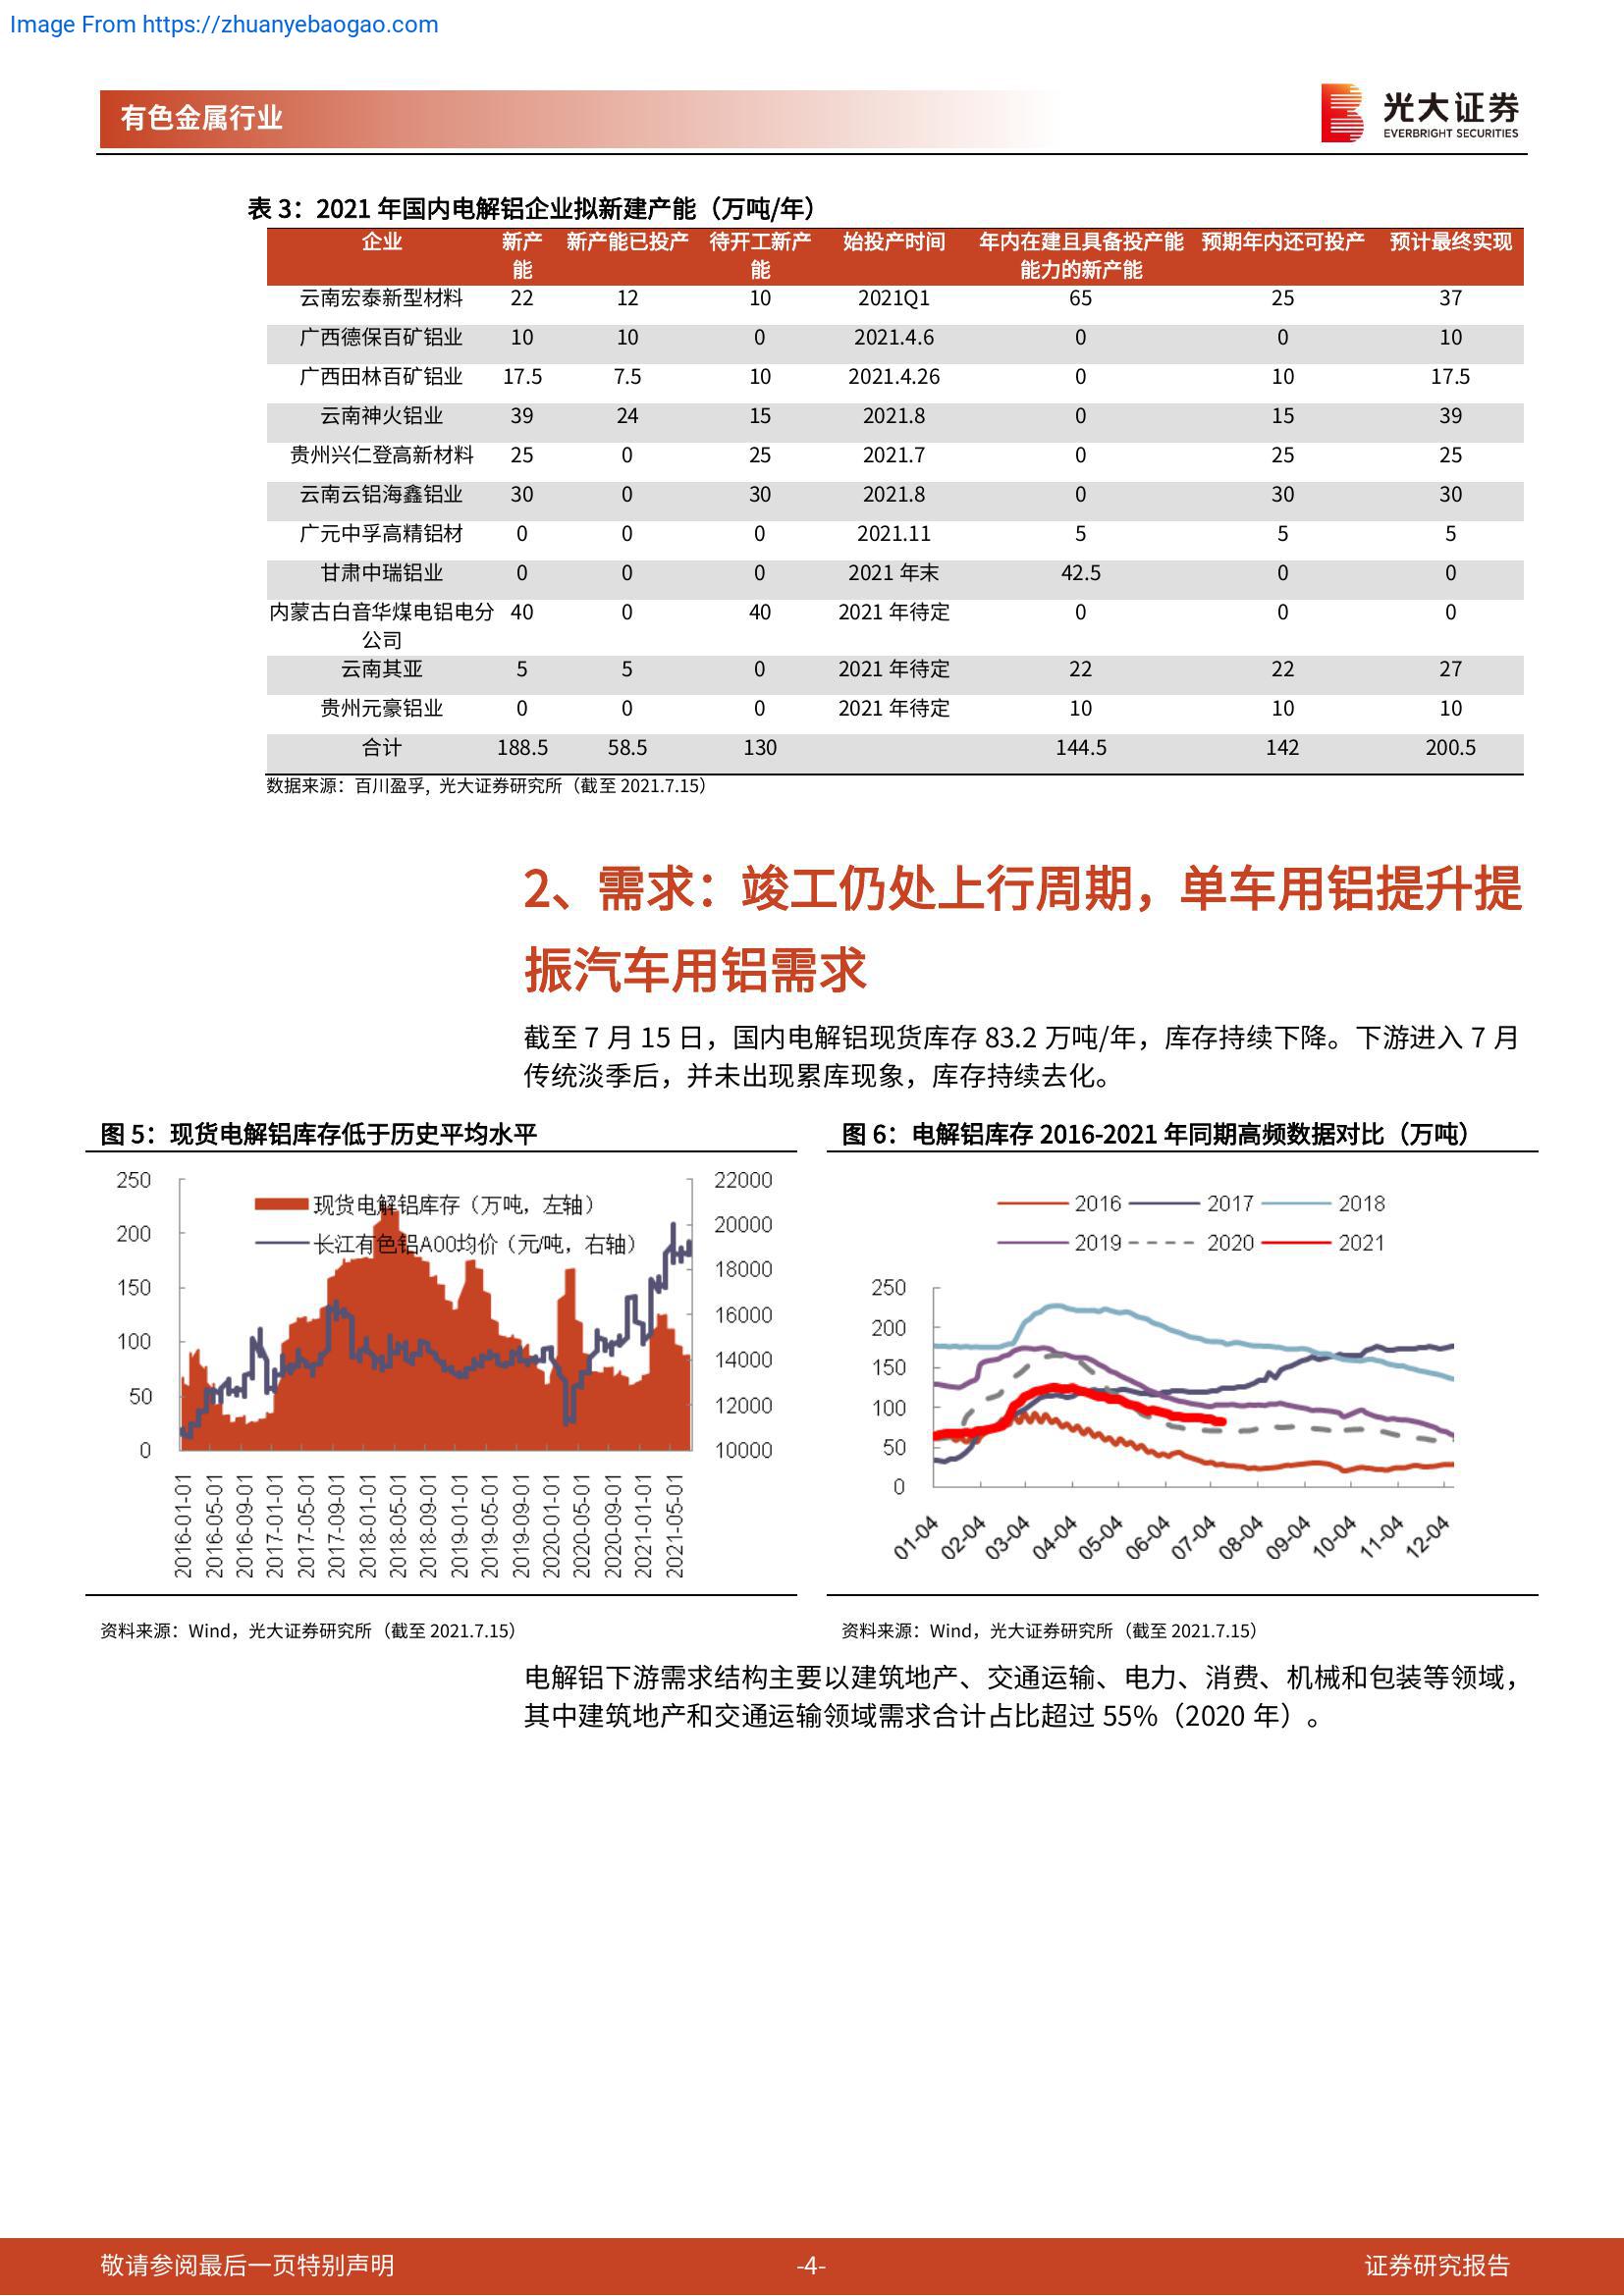 Image From https://zhuanyebaogao.com
有色金属行业
光大证券
EVERBRIGHT SECURITIES
表 3：2021 年国内电解铝企业拟新建产能（万吨/年）
企业 新产能 新产能已投产 待开工新产能 始投产时间 年内在建且具备投产能能力的新产能 预期年内还可投产 预计最终实现
云南宏泰新型材料 22 12 10 2021Q1 65 25 37
广西德保百矿铝业 10 10 0 2021.4.6 0 0 10
广西田林百矿铝业 17.5 7.5 10 2021.4.26 0 10 17.5
云南神火铝业 39 24 15 2021.8 0 15 39
贵州兴仁登高新材料 25 0 25 2021.7 0 25 25
云南云铝海鑫铝业 30 0 30 2021.8 0 30 30
广元中孚高精铝材 0 0 0 2021.11 5 5 5
甘肃中瑞铝业 0 0 0 2021 年末 42.5 0 0
内蒙古白音华煤电铝电分公司 40 0 40 2021 年待定 0 0 0
云南其亚 5 5 0 2021 年待定 22 22 27
贵州元豪铝业 0 0 0 2021 年待定 10 10 10
合计 188.5 58.5 130 144.5 142 200.5
数据来源：百川盈孚, 光大证券研究所（截至 2021.7.15）
2、需求：竣工仍处上行周期，单车用铝提升提
振汽车用铝需求
截至 7 月 15 日，国内电解铝现货库存 83.2 万吨/年，库存持续下降。下游进入 7 月
传统淡季后，并未出现累库现象，库存持续去化。
图 5：现货电解铝库存低于历史平均水平
250
200
150
100
50
0
现货电解铝库存（万吨，左轴）
长江有色铝A00均价（元/吨，右轴）
22000
20000
18000
16000
14000
12000
10000
2016-01-01
2016-05-01
2016-09-01
2017-01-01
2017-05-01
2017-09-01
2018-01-01
2018-05-01
2018-09-01
2019-01-01
2019-05-01
2019-09-01
2020-01-01
2020-05-01
2020-09-01
2021-01-01
2021-05-01
资料来源：Wind，光大证券研究所（截至 2021.7.15）
图 6：电解铝库存 2016-2021 年同期高频数据对比（万吨）
2016 2017 2018
2019 2020 2021
250
200
150
100
50
0
01-04 02-04 03-04 04-04 05-04 06-04 07-04 08-04 09-04 10-04 11-04 12-04
资料来源：Wind，光大证券研究所（截至 2021.7.15）
电解铝下游需求结构主要以建筑地产、交通运输、电力、消费、机械和包装等领域，
其中建筑地产和交通运输领域需求合计占比超过 55%（2020 年）。
敬请参阅最后一页特别声明 -4- 证券研究报告